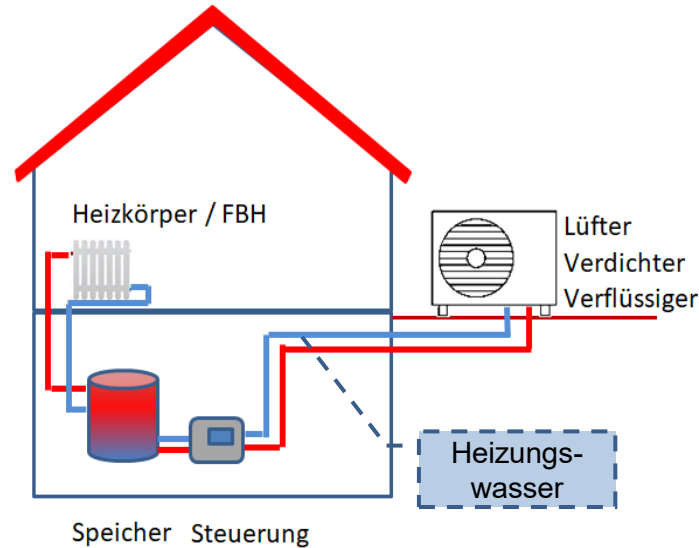 Heizkörper / FBH
Lüfter
Verdichter
Verflüssiger
Heizungs-
wasser
Speicher Steuerung